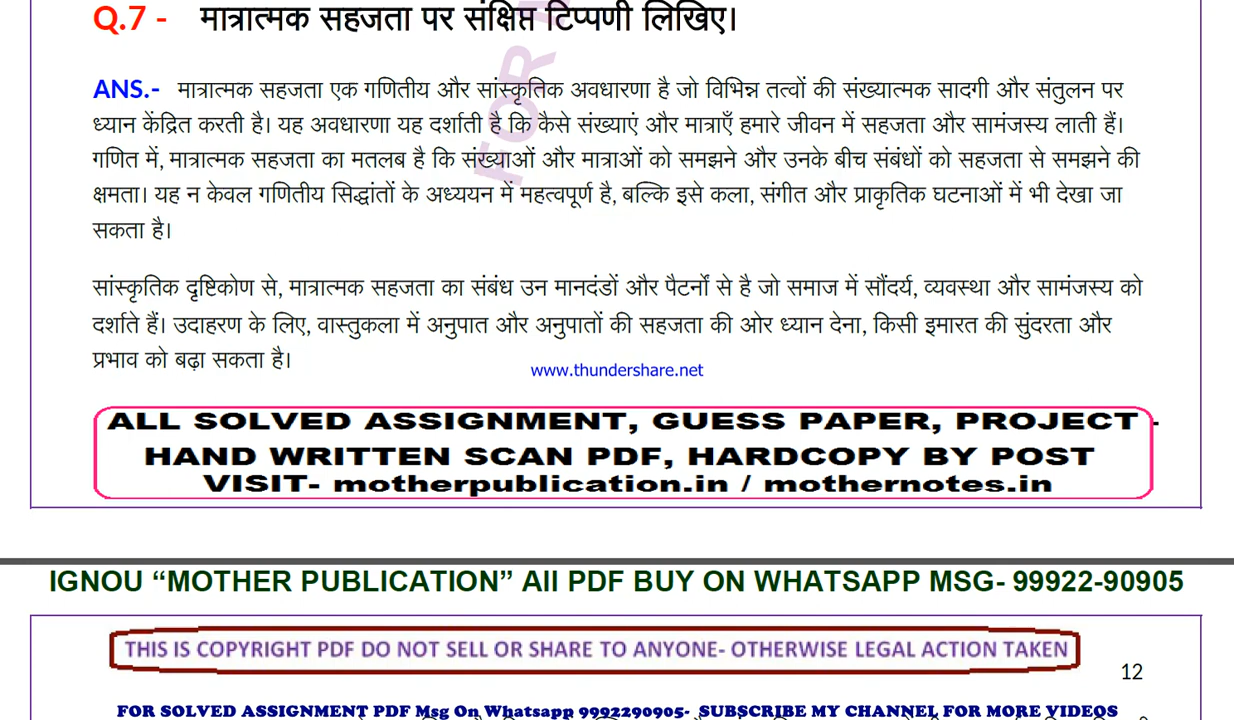 Q.7 - मात्रात्मक सहजता पर संक्षिप्त टिप्पणी लिखिए।
ANS.- मात्रात्मक सहजता एक गणितीय और सांस्कृतिक अवधारणा है जो विभिन्न तत्वों की संख्यात्मक सादगी और संतुलन पर
ध्यान केंद्रित करती है। यह अवधारणा यह दर्शाती है कि कैसे संख्याएं और मात्राएँ हमारे जीवन में सहजता और सामंजस्य लाती हैं।
गणित में, मात्रात्मक सहजता का मतलब है कि संख्याओं और मात्राओं को समझने और उनके बीच संबंधों को सहजता से समझने की
क्षमता। यह न केवल गणितीय सिद्धांतों के अध्ययन में महत्वपूर्ण है, बल्कि इसे कला, संगीत और प्राकृतिक घटनाओं में भी देखा जा
सकता है।
सांस्कृतिक दृष्टिकोण से, मात्रात्मक सहजता का संबंध उन मानदंडों और पैटर्नों से है जो समाज में सौंदर्य, व्यवस्था और सामंजस्य को
दर्शाते हैं। उदाहरण के लिए, वास्तुकला में अनुपात और अनुपातों की सहजता की ओर ध्यान देना, किसी इमारत की सुंदरता और
प्रभाव को बढ़ा सकता है।
www.thundershare.net
ALL SOLVED ASSIGNMENT, GUESS PAPER, PROJECT -
HAND WRITTEN SCAN PDF, HARDCOPY BY POST
VISIT- motherpublication.in / mothernotes.in
IGNOU “MOTHER PUBLICATION” All PDF BUY ON WHATSAPP MSG- 99922-90905
THIS IS COPYRIGHT PDF DO NOT SELL OR SHARE TO ANYONE- OTHERWISE LEGAL ACTION TAKEN
12
FOR SOLVED ASSIGNMENT PDF Msg On Whatsapp 9992290905- SUBSCRIBE MY CHANNEL FOR MORE VIDEOS
FOR